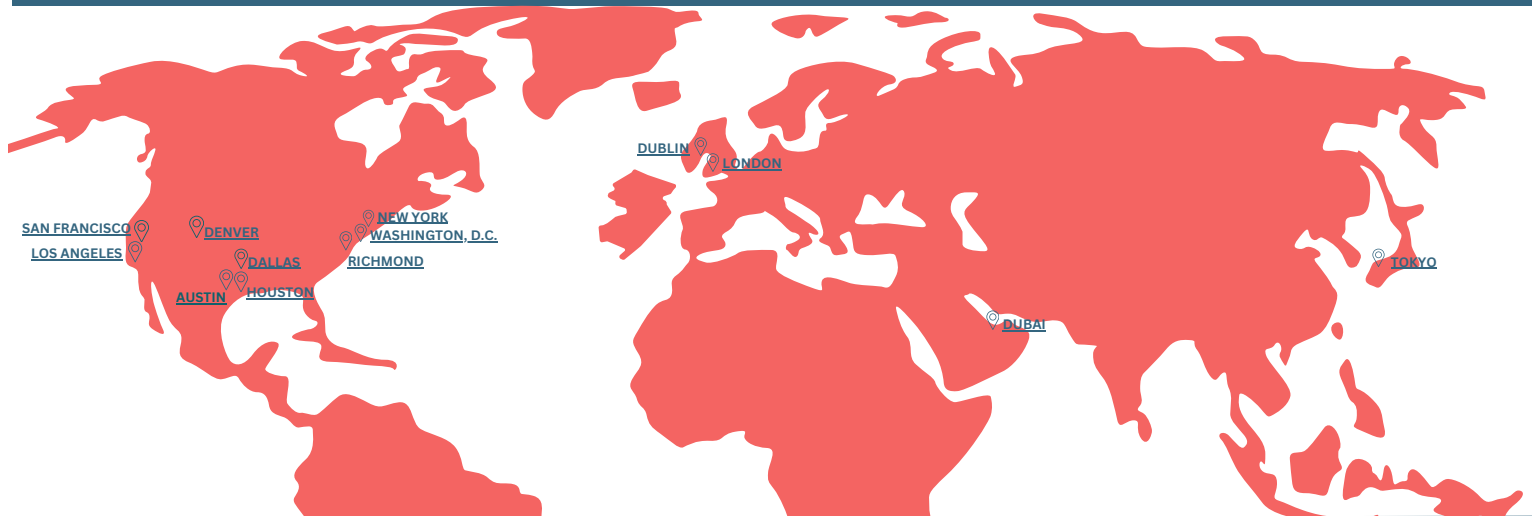 DUBLIN
LONDON
NEW YORK
SAN FRANCISCO
DENVER
WASHINGTON, D.C.
LOS ANGELES
DALLAS
RICHMOND
TOKYO
HOUSTON
AUSTIN
DUBAI